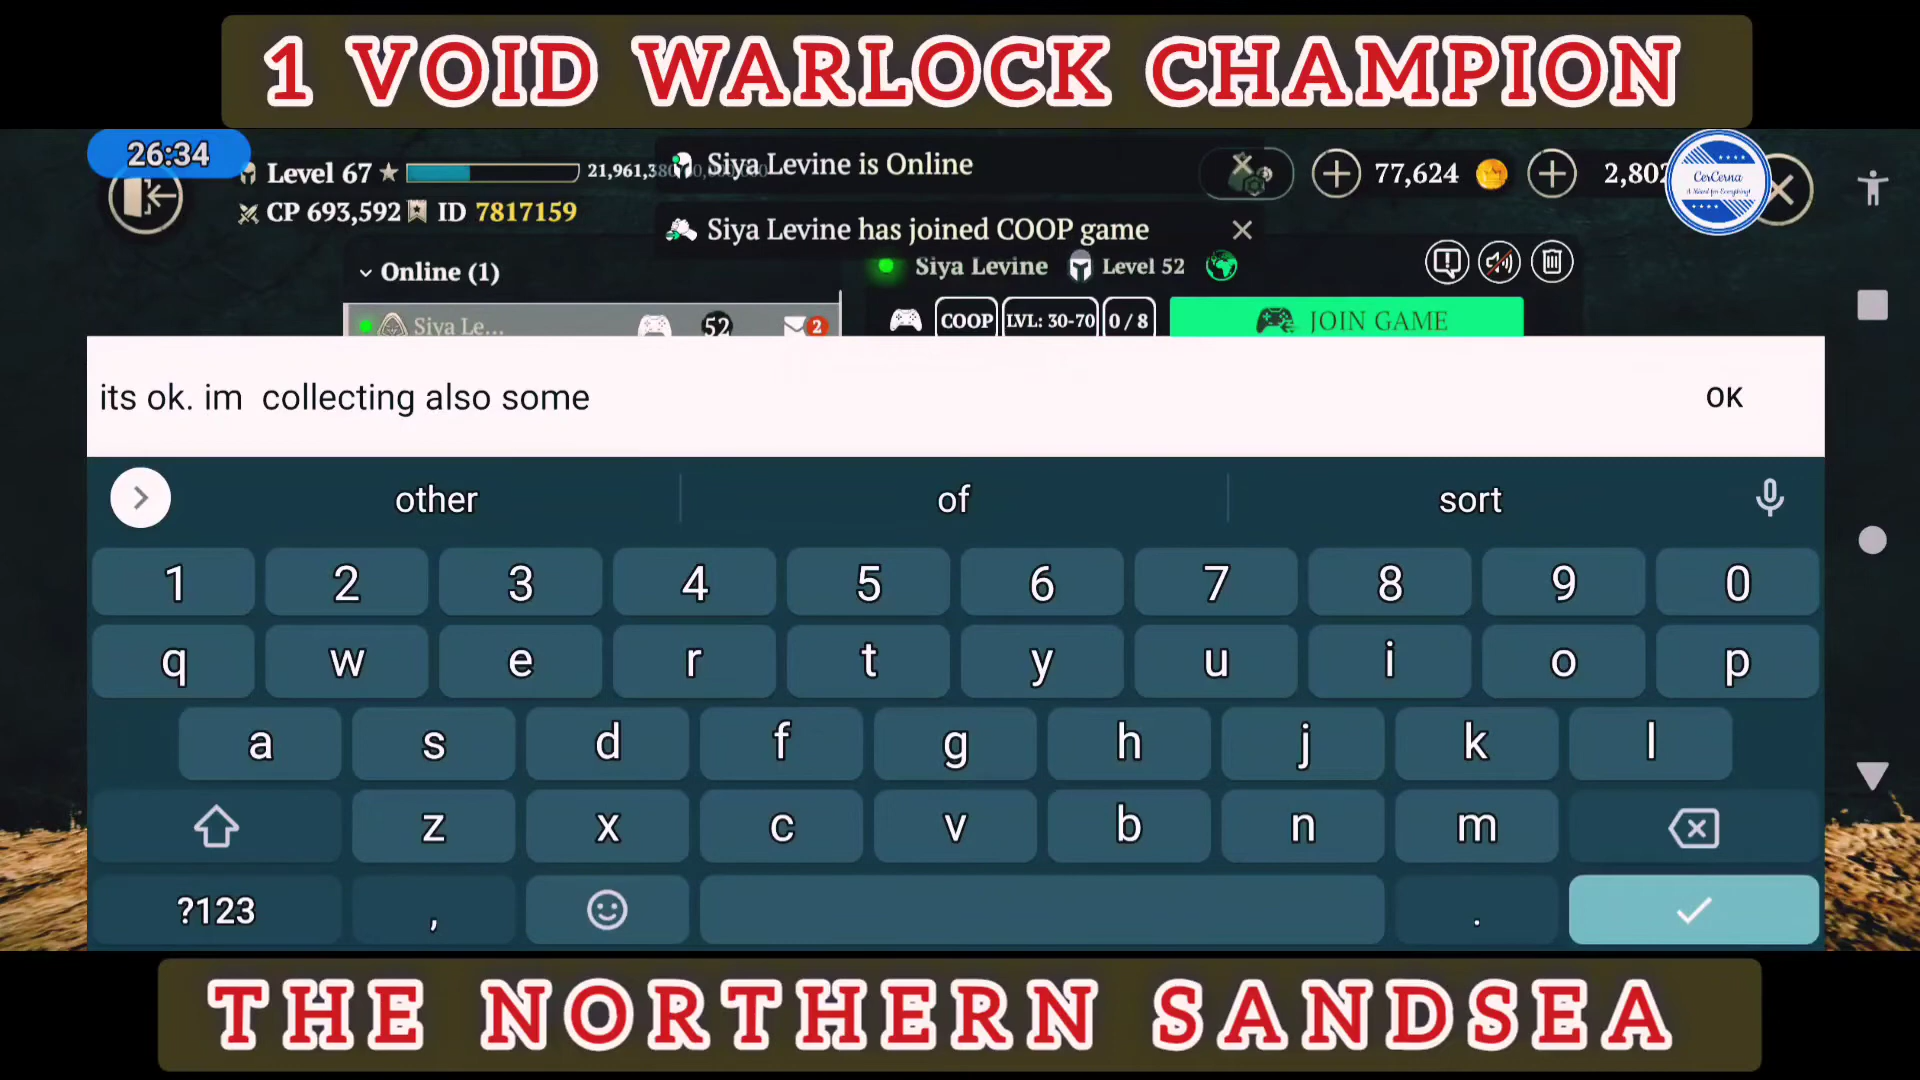 1 VOID WARLOCK CHAMPION
26:34
Level 67
Siya Levine is Online
77,624
CerCerna
CP 693,592 ID 7817159
Siya Levine has joined COOP game
Online (1)
Siya Levine Level 52
Siya Le... 52 2
COOP LVL: 30-70 0 / 8 JOIN GAME
its ok. im  collecting also some OK
other of sort
1 2 3 4 5 6 7 8 9 0
q w e r t y u i o p
a s d f g h j k l
z x c v b n m
?123 , .
THE NORTHERN SANDSEA